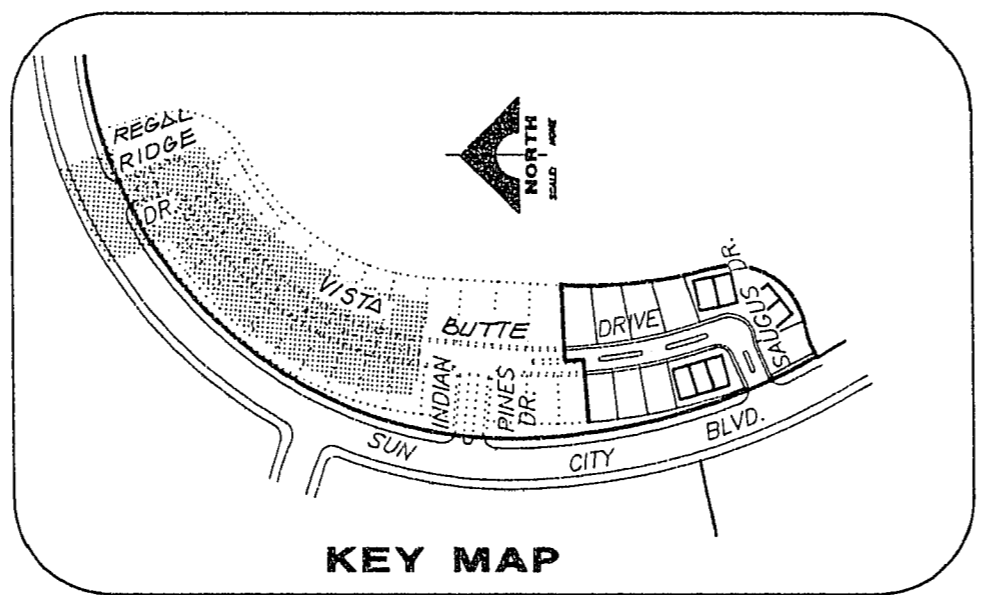 REGAL
RIDGE
DR.
NORTH
SCALE: NONE
VISTA
BUTTE
DRIVE
SAUGUS
DR.
INDIAN
PINES
DR.
SUN
CITY
BLVD.
KEY MAP